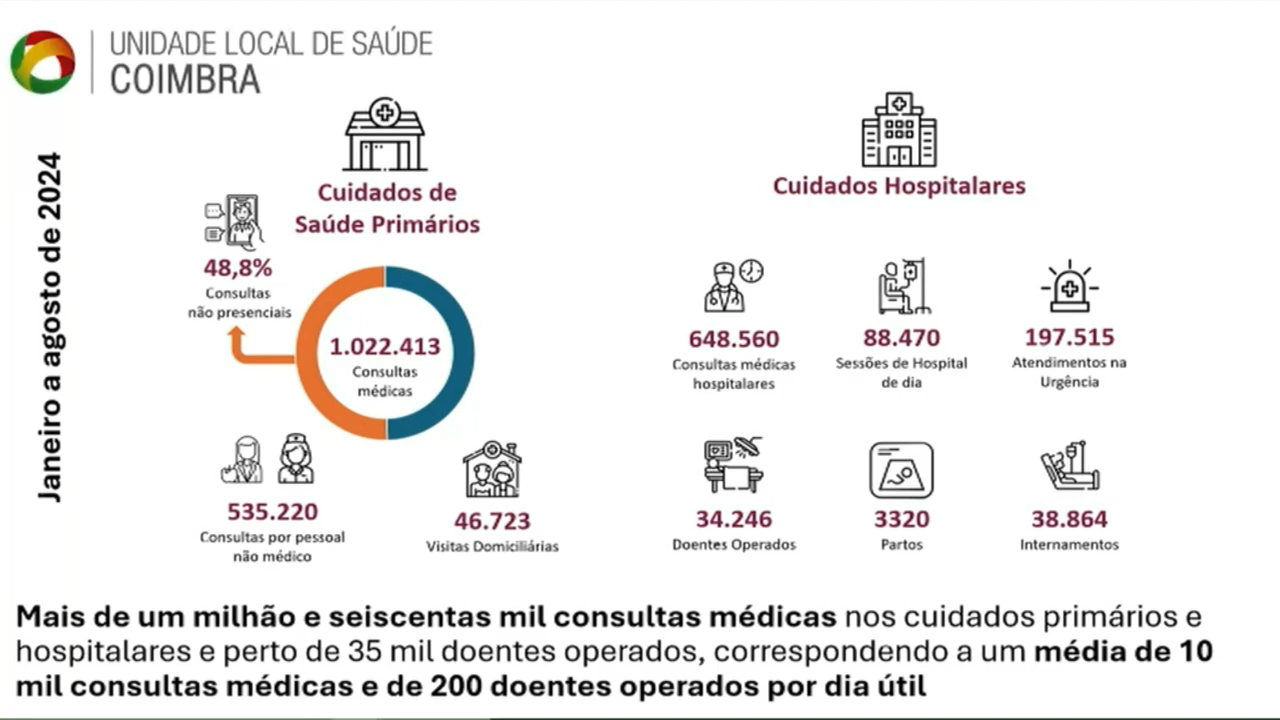 UNIDADE LOCAL DE SAÚDE
COIMBRA
Janeiro a agosto de 2024
Cuidados de
Saúde Primários
48,8%
Consultas
não presenciais
1.022.413
Consultas
médicas
535.220
Consultas por pessoal
não médico
46.723
Visitas Domiciliárias
Cuidados Hospitalares
648.560
Consultas médicas
hospitalares
88.470
Sessões de Hospital
de dia
197.515
Atendimentos na
Urgência
34.246
Doentes Operados
3320
Partos
38.864
Internamentos
Mais de um milhão e seiscentas mil consultas médicas nos cuidados primários e
hospitalares e perto de 35 mil doentes operados, correspondendo a um média de 10
mil consultas médicas e de 200 doentes operados por dia útil